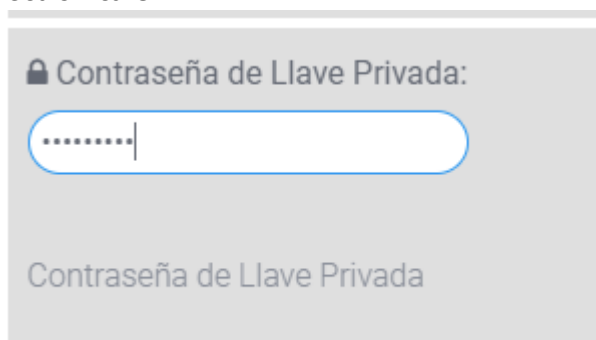 Contraseña de Llave Privada:
•••••••••
Contraseña de Llave Privada